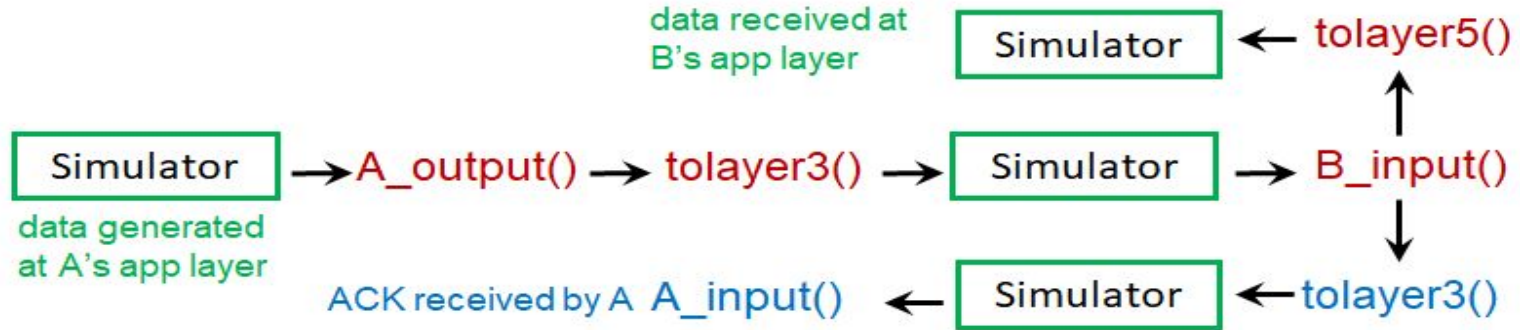 data received at
B's app layer
Simulator
tolayer5()
Simulator
A_output()
tolayer3()
Simulator
B_input()
data generated
at A's app layer
ACK received by A
A_input()
Simulator
tolayer3()